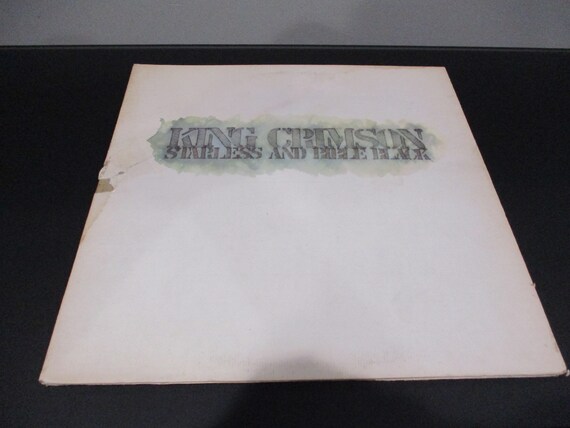 KING CRIMSON
STARLESS AND BIBLE BLACK